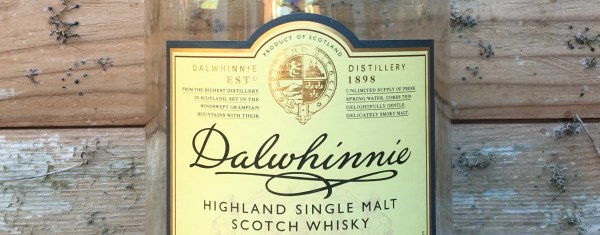 PRODUCT OF SCOTLAND
DALWHINNIE DISTILLERY
ESTD 1898
FROM THE HIGHEST DISTILLERY
IN SCOTLAND, SET IN THE
WINDSWEPT GRAMPIAN
MOUNTAINS WITH THEIR
UNLIMITED SUPPLY OF FRESH
SPRING WATER, COMES THIS
DELIGHTFULLY GENTLE,
DELICATELY SMOKY MALT.
Dalwhinnie
HIGHLAND SINGLE MALT
SCOTCH WHISKY